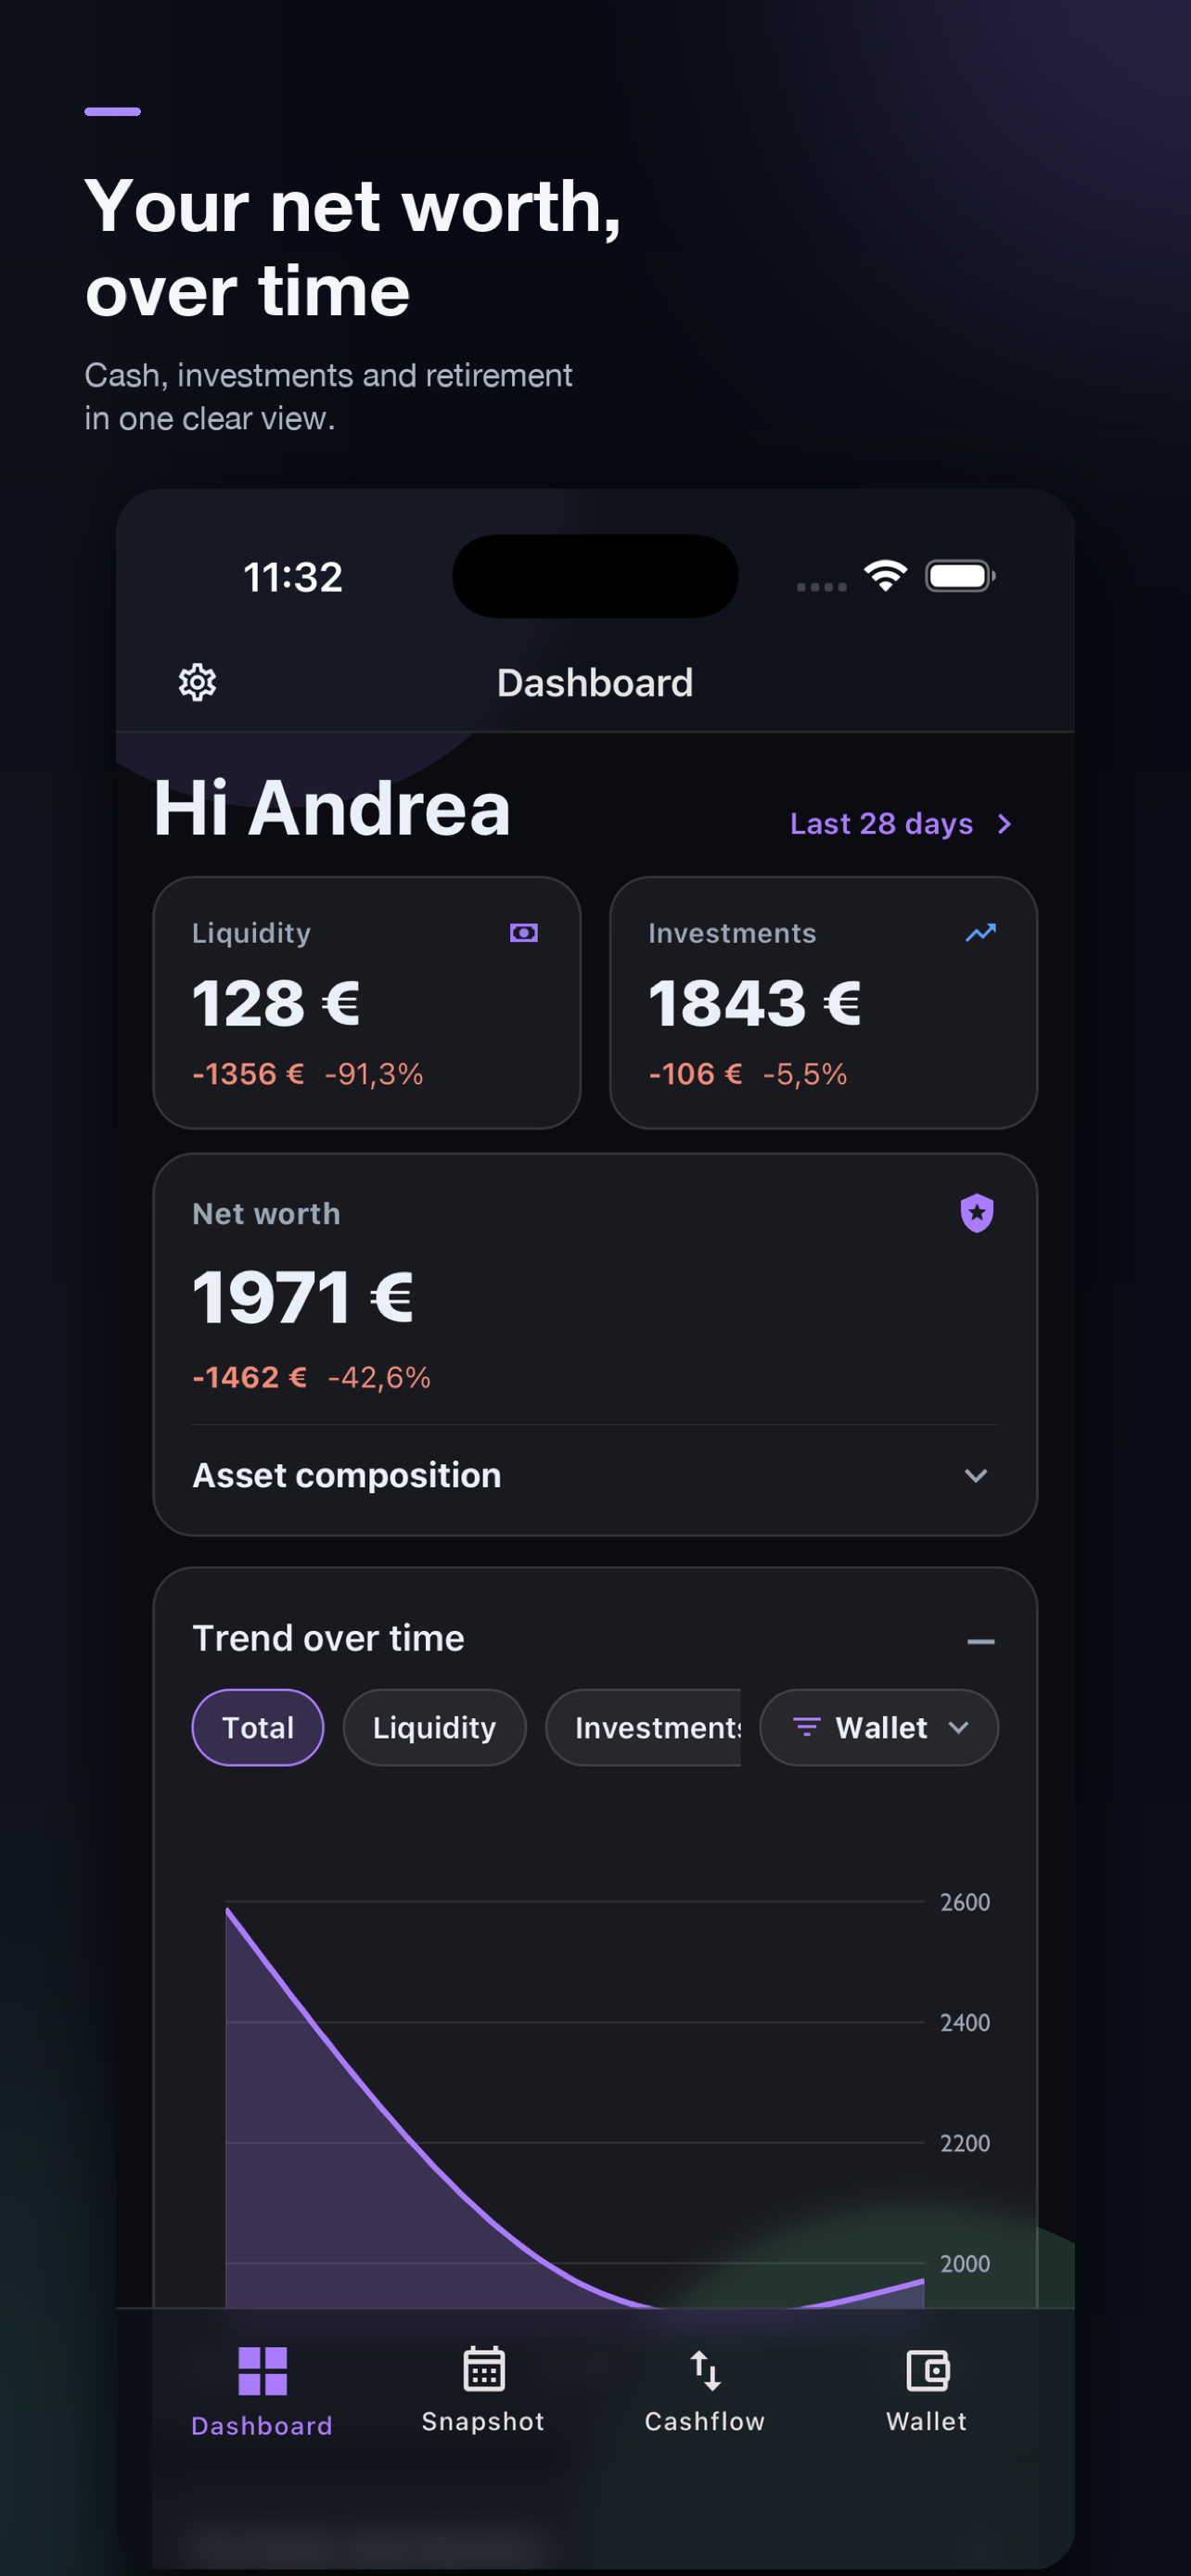 Your net worth,
over time
Cash, investments and retirement
in one clear view.
11:32
Dashboard
Hi Andrea
Last 28 days
Liquidity
128 €
-1356 € -91,3%
Investments
1843 €
-106 € -5,5%
Net worth
1971 €
-1462 € -42,6%
Asset composition
Trend over time
Total
Liquidity
Investments
Wallet
2600
2400
2200
2000
Dashboard
Snapshot
Cashflow
Wallet